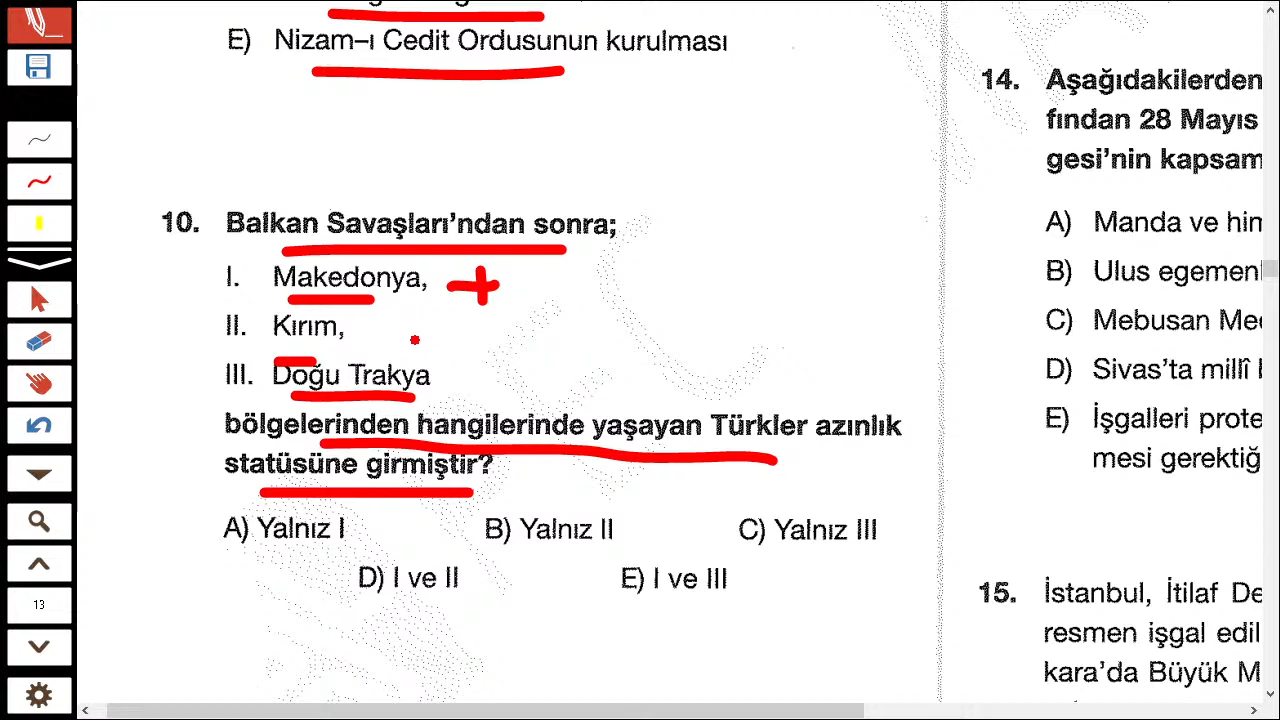 E) Nizam–ı Cedit Ordusunun kurulması
10. Balkan Savaşları’ndan sonra;
I. Makedonya,
II. Kırım,
III. Doğu Trakya
bölgelerinden hangilerinde yaşayan Türkler azınlık
statüsüne girmiştir?
A) Yalnız I B) Yalnız II C) Yalnız III
D) I ve II E) I ve III
14. Aşağıdakilerden
fından 28 Mayıs
gesi’nin kapsam
A) Manda ve him
B) Ulus egemenl
C) Mebusan Mec
D) Sivas’ta millî
E) İşgalleri prote
mesi gerektiğ
15. İstanbul, İtilaf De
resmen işgal edil
kara’da Büyük M
13